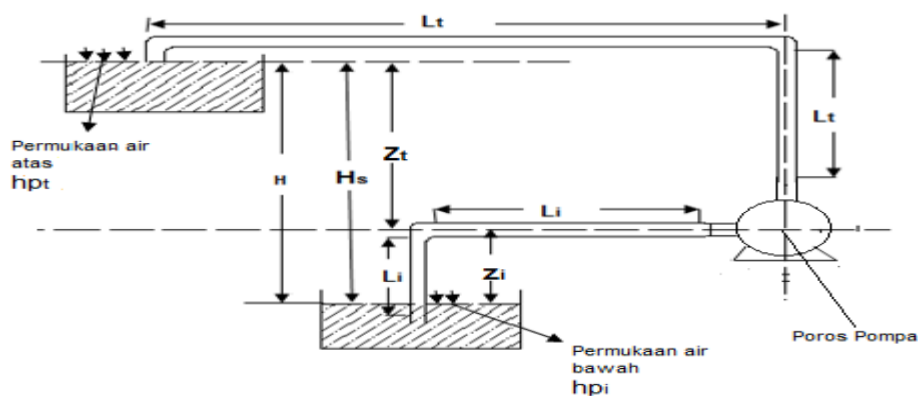 Lt
Lt
Permukaan air
atas
hpt
H
Hs
Zt
Li
Li
Zi
Poros Pompa
Permukaan air
bawah
hpi